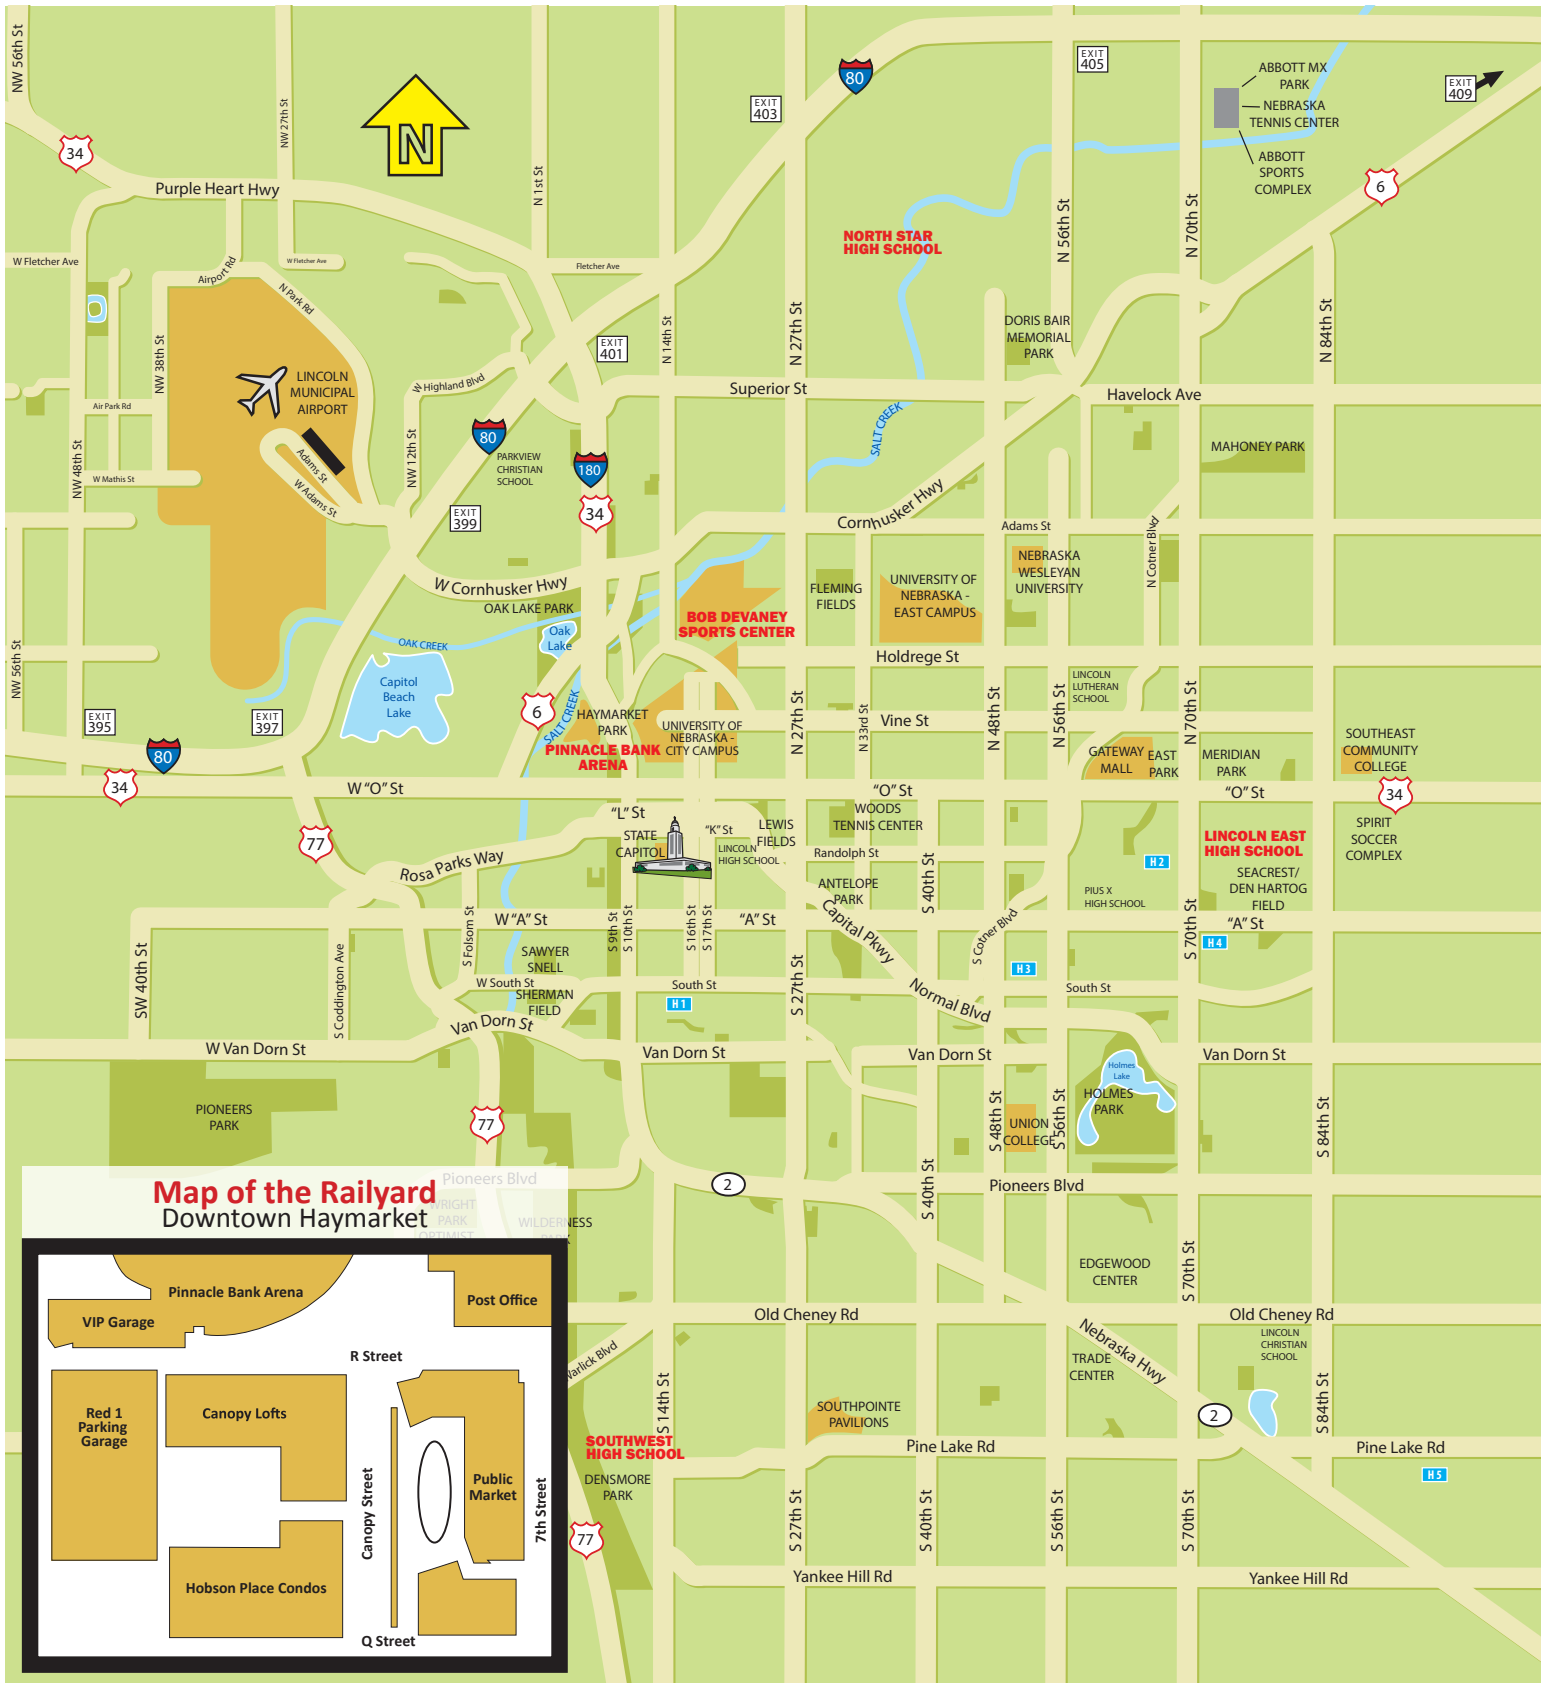 NW 56th St
34
NW 27th St
N
N 1st St
EXIT
403
80
EXIT
405
ABBOTT MX
PARK
NEBRASKA
TENNIS CENTER
ABBOTT
SPORTS
COMPLEX
EXIT
409
6
Purple Heart Hwy
W Fletcher Ave
Airport Rd
W Fletcher Ave
N Park Rd
Fletcher Ave
NORTH STAR
HIGH SCHOOL
N 56th St
N 70th St
N 14th St
N 27th St
N 84th St
EXIT
401
DORIS BAIR
MEMORIAL
PARK
NW 38th St
LINCOLN
MUNICIPAL
AIRPORT
W Highland Blvd
Superior St
Havelock Ave
Air Park Rd
NW 48th St
W Mathis St
Adams St
W Adams St
NW 12th St
80
PARKVIEW
CHRISTIAN
SCHOOL
180
34
EXIT
399
SALT CREEK
MAHONEY PARK
Cornhusker Hwy
Adams St
N Cotner Blvd
W Cornhusker Hwy
OAK LAKE PARK
Oak
Lake
OAK CREEK
FLEMING
FIELDS
UNIVERSITY OF
NEBRASKA -
EAST CAMPUS
NEBRASKA
WESLEYAN
UNIVERSITY
BOB DEVANEY
SPORTS CENTER
Holdrege St
NW 56th St
Capitol
Beach
Lake
EXIT
395
EXIT
397
80
34
6
SALT CREEK
HAYMARKET
PARK
PINNACLE BANK
ARENA
UNIVERSITY OF
NEBRASKA -
CITY CAMPUS
N 27th St
N 33rd St
Vine St
N 48th St
N 56th St
LINCOLN
LUTHERAN
SCHOOL
N 70th St
GATEWAY
MALL
EAST
PARK
MERIDIAN
PARK
SOUTHEAST
COMMUNITY
COLLEGE
W "O" St
"O" St
"O" St
34
77
"L" St
STATE
CAPITOL
"K" St
LINCOLN
HIGH SCHOOL
LEWIS
FIELDS
WOODS
TENNIS CENTER
Randolph St
LINCOLN EAST
HIGH SCHOOL
SPIRIT
SOCCER
COMPLEX
H 2
Rosa Parks Way
ANTELOPE
PARK
S 40th St
PIUS X
HIGH SCHOOL
SEACREST/
DEN HARTOG
FIELD
W "A" St
"A" St
"A" St
Capital Pkwy
SW 40th St
S Coddington Ave
S Folsom St
S 9th St
S 10th St
S 16th St
S 17th St
S Cotner Blvd
S 70th St
H 4
H 3
SAWYER
SNELL
W South St
SHERMAN
FIELD
South St
H 1
S 27th St
Normal Blvd
South St
Van Dorn St
W Van Dorn St
Van Dorn St
Van Dorn St
Van Dorn St
PIONEERS
PARK
77
Holmes
Lake
HOLMES
PARK
S 48th St
UNION
COLLEGE
S 56th St
S 84th St
Pioneers Blvd
2
Pioneers Blvd
S 40th St
WRIGHT
PARK
OPTIMIST
WILDERNESS
PARK
EDGEWOOD
CENTER
S 70th St
Old Cheney Rd
Old Cheney Rd
Warlick Blvd
Nebraska Hwy
TRADE
CENTER
LINCOLN
CHRISTIAN
SCHOOL
S 14th St
SOUTHPOINTE
PAVILIONS
2
S 84th St
SOUTHWEST
HIGH SCHOOL
Pine Lake Rd
Pine Lake Rd
H 5
DENSMORE
PARK
77
S 27th St
S 40th St
S 56th St
S 70th St
Yankee Hill Rd
Yankee Hill Rd
Map of the Railyard
Downtown Haymarket
Pinnacle Bank Arena
VIP Garage
Post Office
R Street
Red 1
Parking
Garage
Canopy Lofts
Canopy Street
Public
Market
7th Street
Hobson Place Condos
Q Street